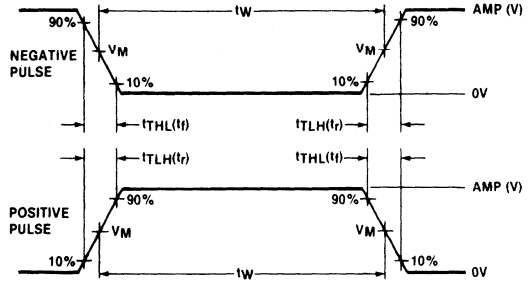 tW
90%
90%
AMP (V)
NEGATIVE
PULSE
VM
VM
10%
10%
0V
tTHL(tf)
tTLH(tr)
tTLH(tr)
tTHL(tf)
AMP (V)
90%
90%
POSITIVE
PULSE
VM
VM
10%
10%
tW
0V